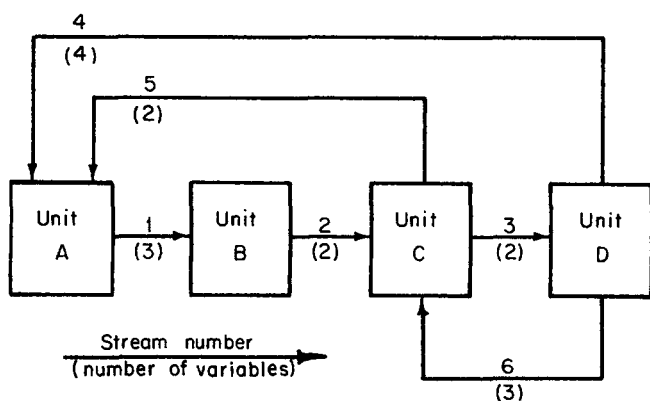 4
(4)
5
(2)
Unit
A
1
(3)
Unit
B
2
(2)
Unit
C
3
(2)
Unit
D
Stream number
(number of variables)
6
(3)